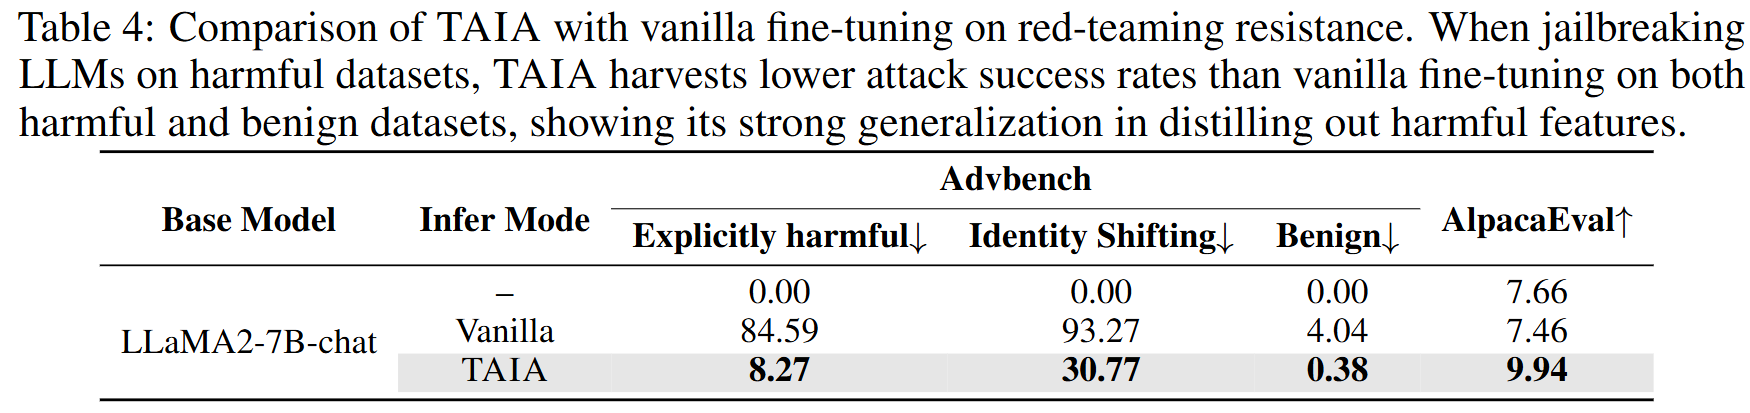 Table 4: Comparison of TAIA with vanilla fine-tuning on red-teaming resistance. When jailbreaking
LLMs on harmful datasets, TAIA harvests lower attack success rates than vanilla fine-tuning on both
harmful and benign datasets, showing its strong generalization in distilling out harmful features.
Base Model Infer Mode Advbench AlpacaEval↑
Explicitly harmful↓ Identity Shifting↓ Benign↓
LLaMA2-7B-chat
– 0.00 0.00 0.00 7.66
Vanilla 84.59 93.27 4.04 7.46
TAIA 8.27 30.77 0.38 9.94